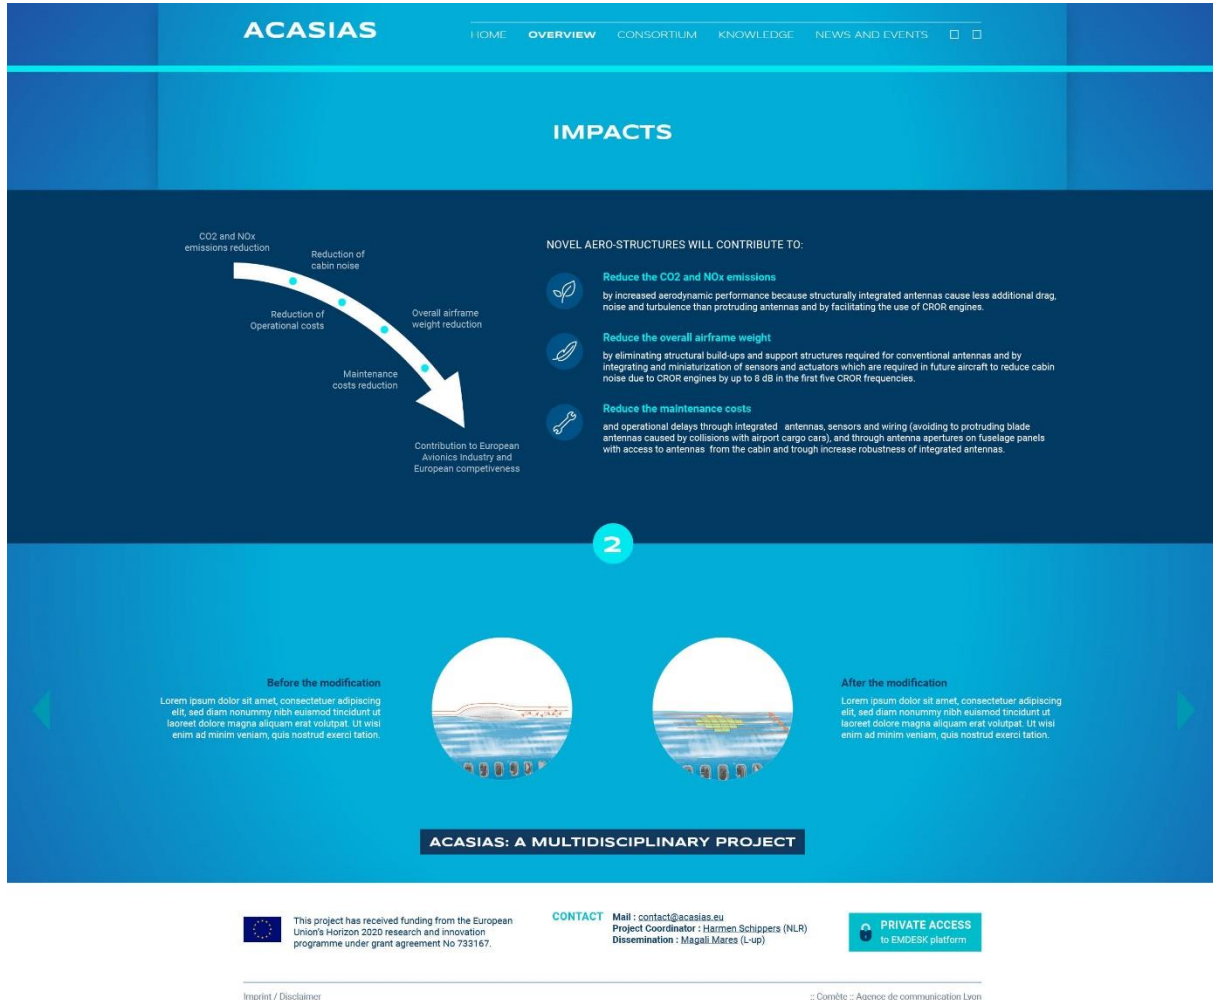 ACASIAS
HOME OVERVIEW CONSORTIUM KNOWLEDGE NEWS AND EVENTS
IMPACTS
CO2 and NOx
emissions reduction
Reduction of
cabin noise
Reduction of
Operational costs
Overall airframe
weight reduction
Maintenance
costs reduction
Contribution to European
Avionics Industry and
European competiveness
NOVEL AERO-STRUCTURES WILL CONTRIBUTE TO:
Reduce the CO2 and NOx emissions
by increased aerodynamic performance because structurally integrated antennas cause less additional drag,
noise and turbulence than protruding antennas and by facilitating the use of CROR engines.
Reduce the overall airframe weight
by eliminating structural build-ups and support structures required for conventional antennas and by
integrating and miniaturization of sensors and actuators which are required in future aircraft to reduce cabin
noise due to CROR engines by up to 8 dB in the first five CROR frequencies.
Reduce the maintenance costs
and operational delays through integrated antennas, sensors and wiring (avoiding to protruding blade
antennas caused by collisions with airport cargo cars), and through antenna apertures on fuselage panels
with access to antennas from the cabin and trough increase robustness of integrated antennas.
2
Before the modification
Lorem ipsum dolor sit amet, consectetuer adipiscing
elit, sed diam nonummy nibh euismod tincidunt ut
laoreet dolore magna aliquam erat volutpat. Ut wisi
enim ad minim veniam, quis nostrud exerci tation.
After the modification
Lorem ipsum dolor sit amet, consectetuer adipiscing
elit, sed diam nonummy nibh euismod tincidunt ut
laoreet dolore magna aliquam erat volutpat. Ut wisi
enim ad minim veniam, quis nostrud exerci tation.
ACASIAS: A MULTIDISCIPLINARY PROJECT
This project has received funding from the European
Union's Horizon 2020 research and innovation
programme under grant agreement No 733167.
CONTACT
Mail : contact@acasias.eu
Project Coordinator : Harmen Schippers (NLR)
Dissemination : Magali Mares (L-up)
PRIVATE ACCESS
to EMDESK platform
Imprint / Disclaimer
:: Comète :: Agence de communication Lyon